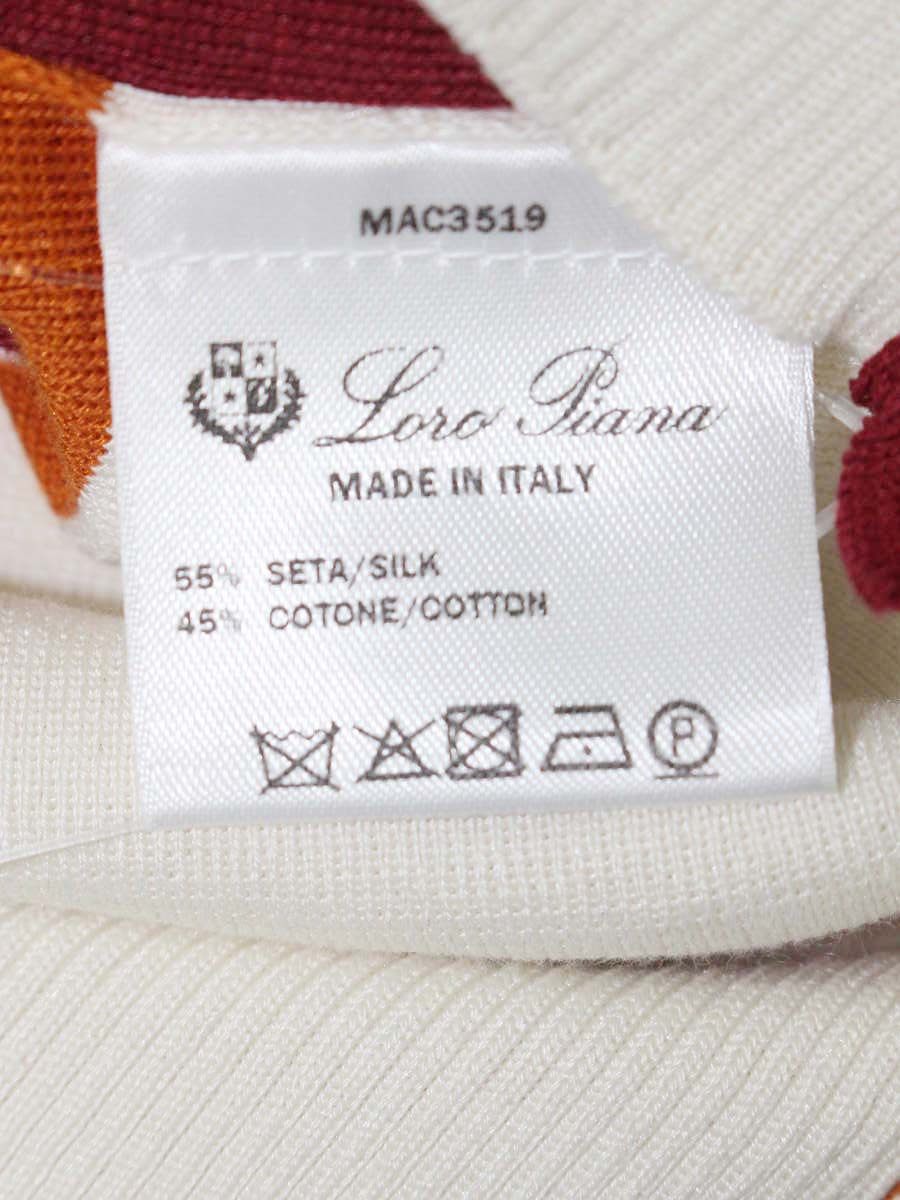 MAC3519
Loro Piana
MADE IN ITALY
55% SETA/SILK
45% COTONE/COTTON
P